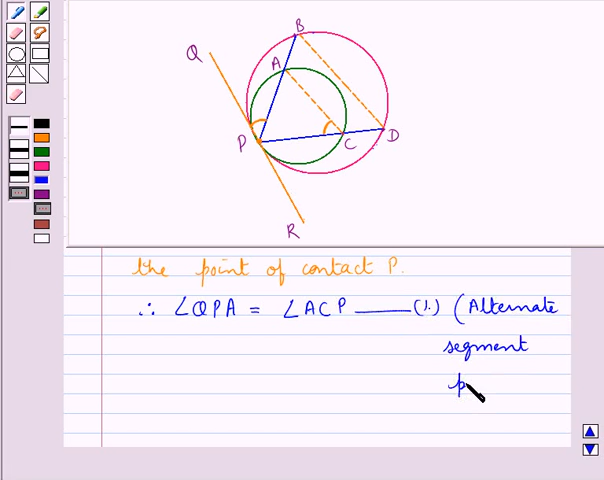 B
Q
A
P
C
D
R
the point of contact P.
∴ ∠QPA = ∠ACP —— (1.) (Alternate
segment
p